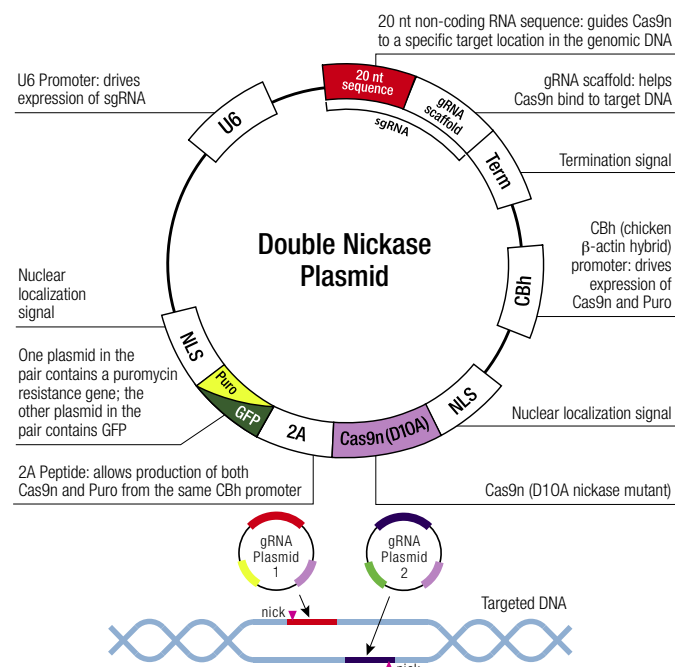 20 nt non-coding RNA sequence: guides Cas9n
to a specific target location in the genomic DNA
U6 Promoter: drives
expression of sgRNA
gRNA scaffold: helps
Cas9n bind to target DNA
20 nt
sequence
gRNA
scaffold
sgRNA
U6
Term
Termination signal
Double Nickase
Plasmid
CBh (chicken
β-actin hybrid)
promoter: drives
expression of
Cas9n and Puro
CBh
Nuclear
localization
signal
NLS
One plasmid in the
pair contains a puromycin
resistance gene; the
other plasmid in the
pair contains GFP
Puro
GFP
2A
Cas9n (D10A)
NLS
Nuclear localization signal
2A Peptide: allows production of both
Cas9n and Puro from the same CBh promoter
Cas9n (D10A nickase mutant)
gRNA
Plasmid
1
gRNA
Plasmid
2
Targeted DNA
nick
nick